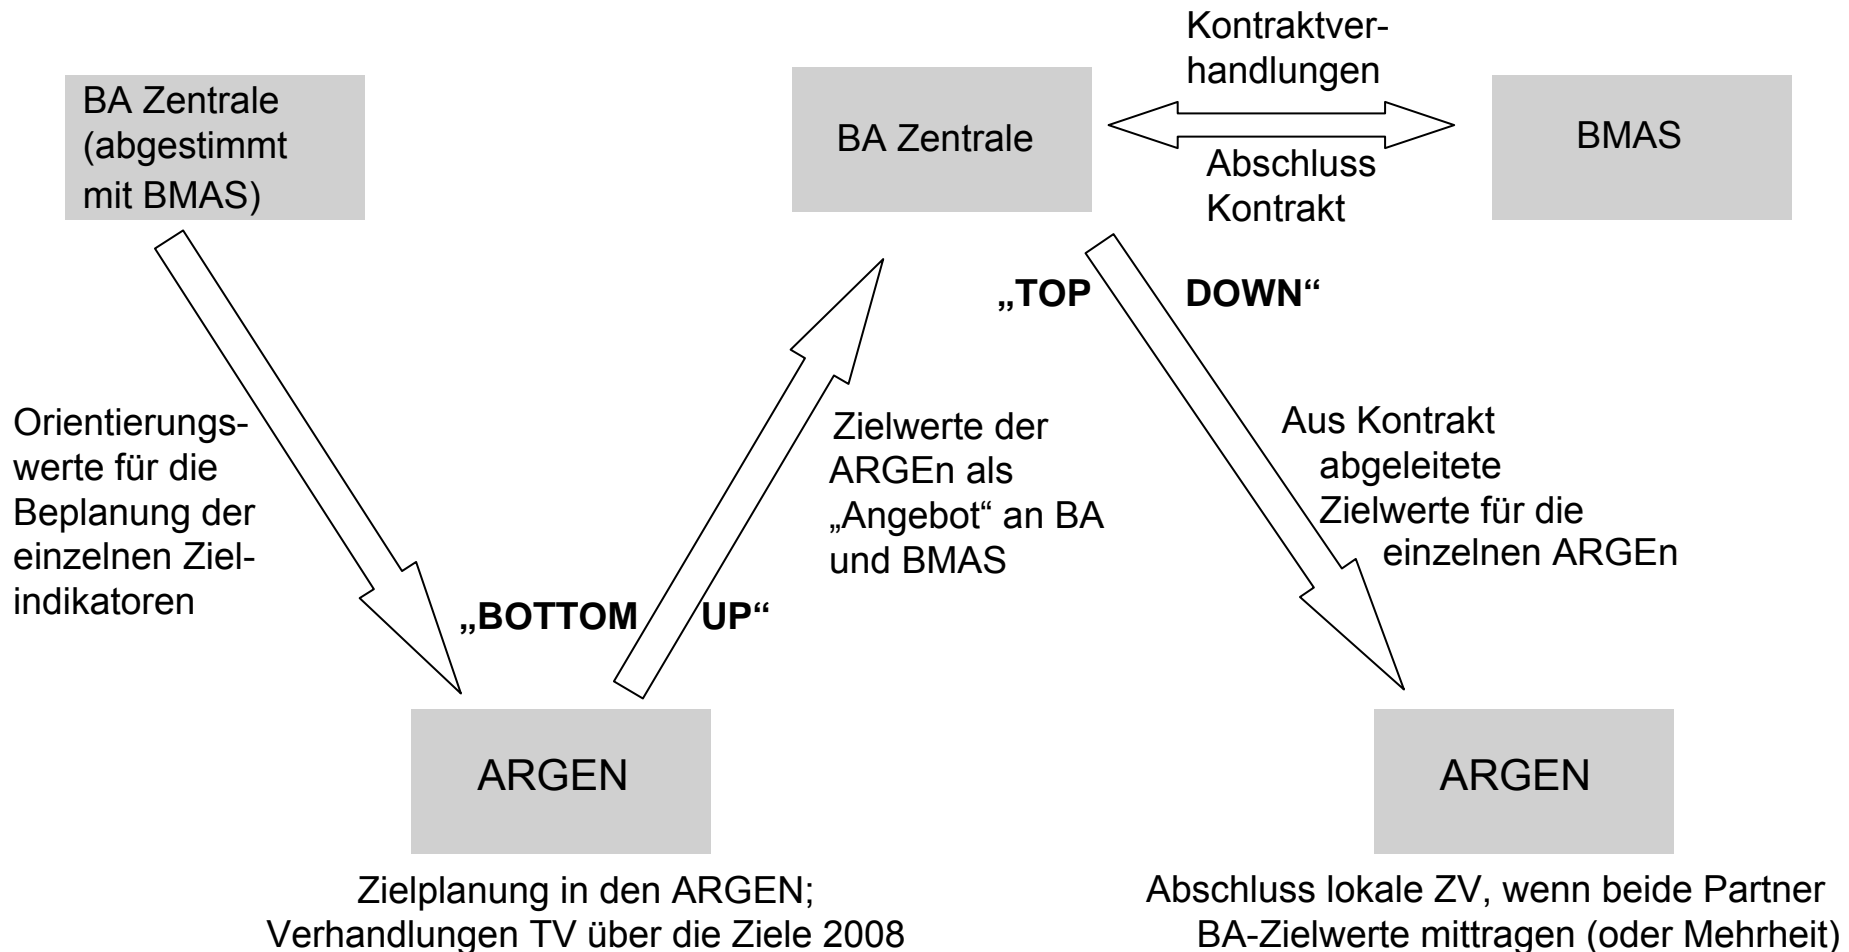 BA Zentrale
(abgestimmt
mit BMAS)
Orientierungs-
werte für die
Beplanung der
einzelnen Ziel-
indikatoren
„BOTTOM UP“
ARGEN
Zielplanung in den ARGEN;
Verhandlungen TV über die Ziele 2008
Zielwerte der
ARGEn als
„Angebot“ an BA
und BMAS
BA Zentrale
Kontraktver-
handlungen
Abschluss
Kontrakt
BMAS
„TOP DOWN“
Aus Kontrakt
abgeleitete
Zielwerte für die
einzelnen ARGEn
ARGEN
Abschluss lokale ZV, wenn beide Partner
BA-Zielwerte mittragen (oder Mehrheit)